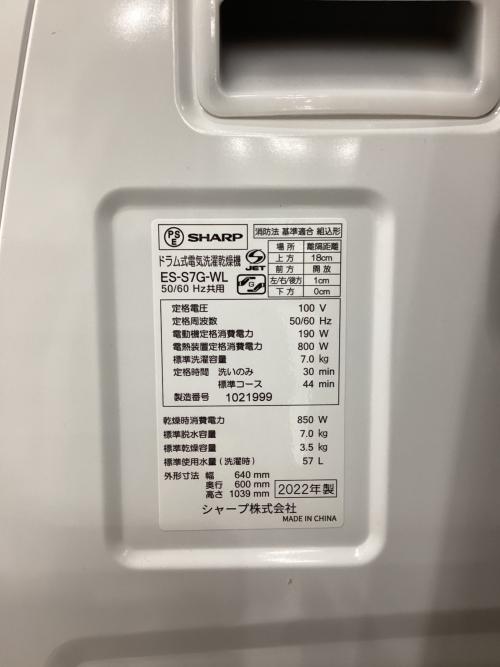 PS E SHARP 消防法 基準適合 組込形
ドラム式電気洗濯乾燥機
ES-S7G-WL
50/60 Hz共用
S JET
G
場所 離隔距離
上方 18cm
前方 開放
左/右/後方 1cm
下方 0cm
定格電圧 100 V
定格周波数 50/60 Hz
電動機定格消費電力 190 W
電熱装置定格消費電力 800 W
標準洗濯容量 7.0 kg
定格時間 洗いのみ 30 min
標準コース 44 min
製造番号 1021999
乾燥時消費電力 850 W
標準脱水容量 7.0 kg
標準乾燥容量 3.5 kg
標準使用水量(洗濯時) 57 L
外形寸法 幅 640 mm
奥行 600 mm
高さ 1039 mm
2022年製
シャープ株式会社
MADE IN CHINA